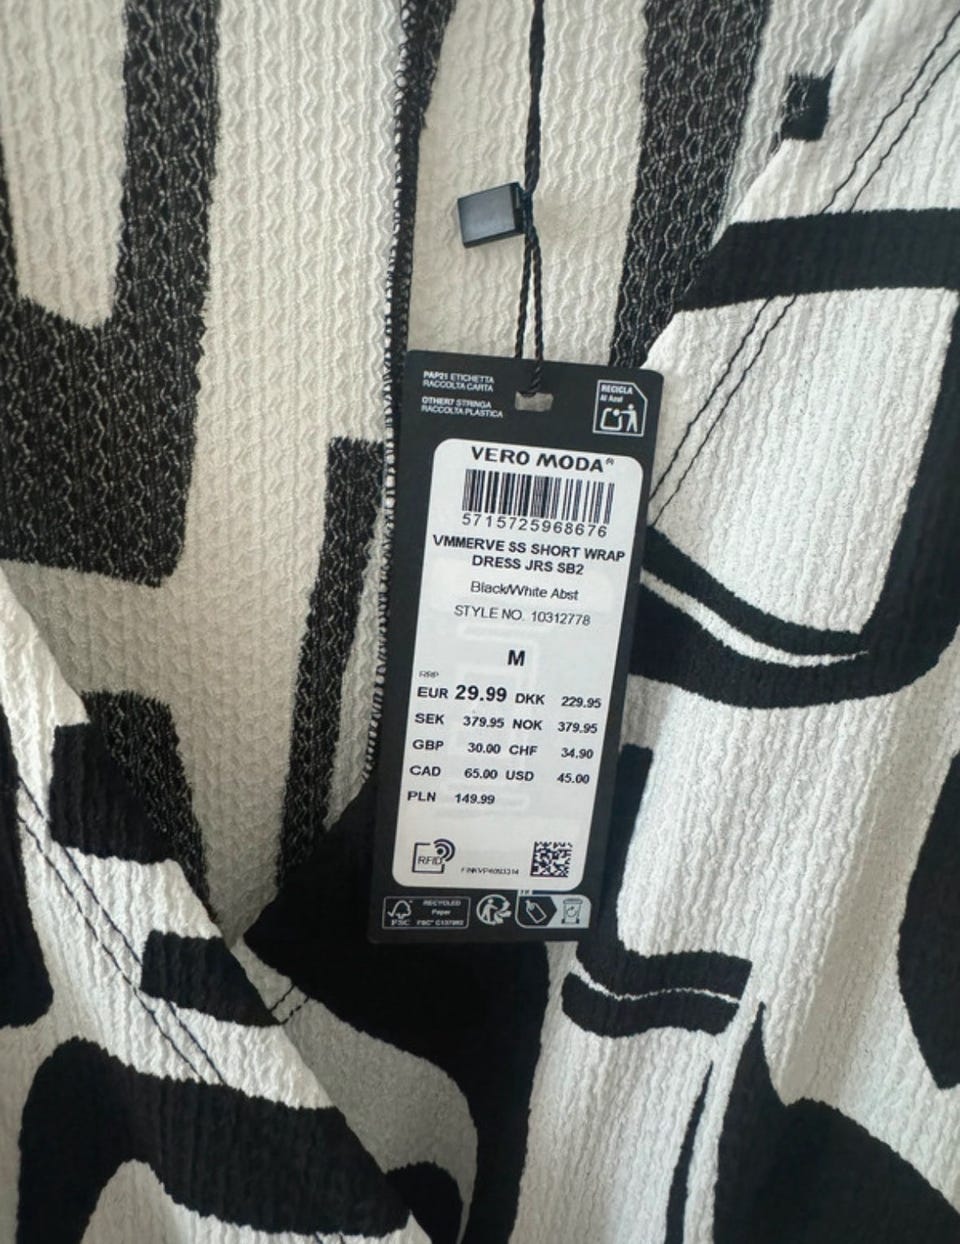 PAP21 ETICHETTA
RACCOLTA CARTA
OTHER7 STRINGA
RACCOLTA PLASTICA
RECICLA
Al Azul
VERO MODA®
5715725968676
VMMERVE SS SHORT WRAP
DRESS JRS SB2
Black/White Abst
STYLE NO. 10312778
M
RRP
EUR 29.99 DKK 229.95
SEK 379.95 NOK 379.95
GBP 30.00 CHF 34.90
CAD 65.00 USD 45.00
PLN 149.99
RFID
FSC
RECYCLED
Paper
FR